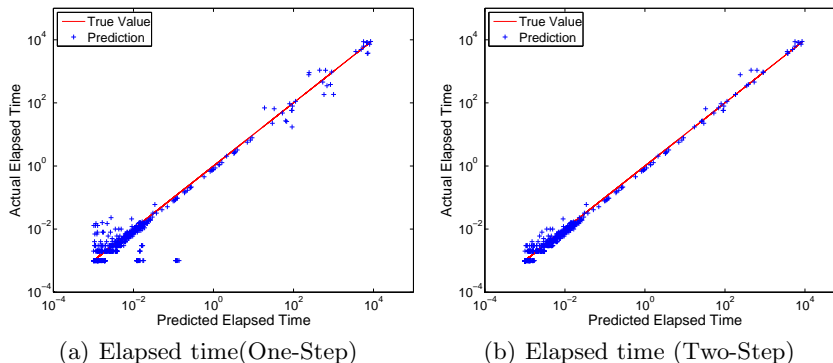 10^4
10^2
10^0
10^-2
10^-4
Actual Elapsed Time
True Value
Prediction
10^-4
10^-2
10^0
10^2
10^4
Predicted Elapsed Time
(a) Elapsed time(One-Step)
10^4
10^2
10^0
10^-2
10^-4
Actual Elapsed Time
True Value
Prediction
10^-4
10^-2
10^0
10^2
10^4
Predicted Elapsed Time
(b) Elapsed time (Two-Step)